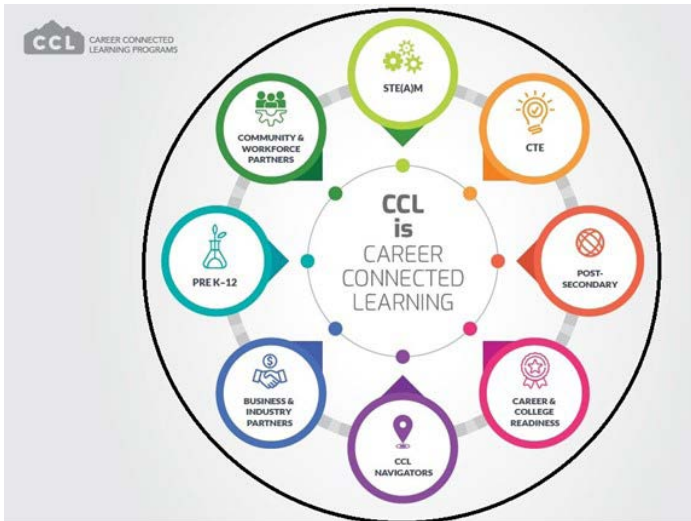 CCL
CAREER CONNECTED
LEARNING PROGRAMS
STE(A)M
CTE
POST-
SECONDARY
CAREER &
COLLEGE
READINESS
CCL
NAVIGATORS
BUSINESS &
INDUSTRY
PARTNERS
PRE K–12
COMMUNITY &
WORKFORCE
PARTNERS
CCL
is
CAREER
CONNECTED
LEARNING
$